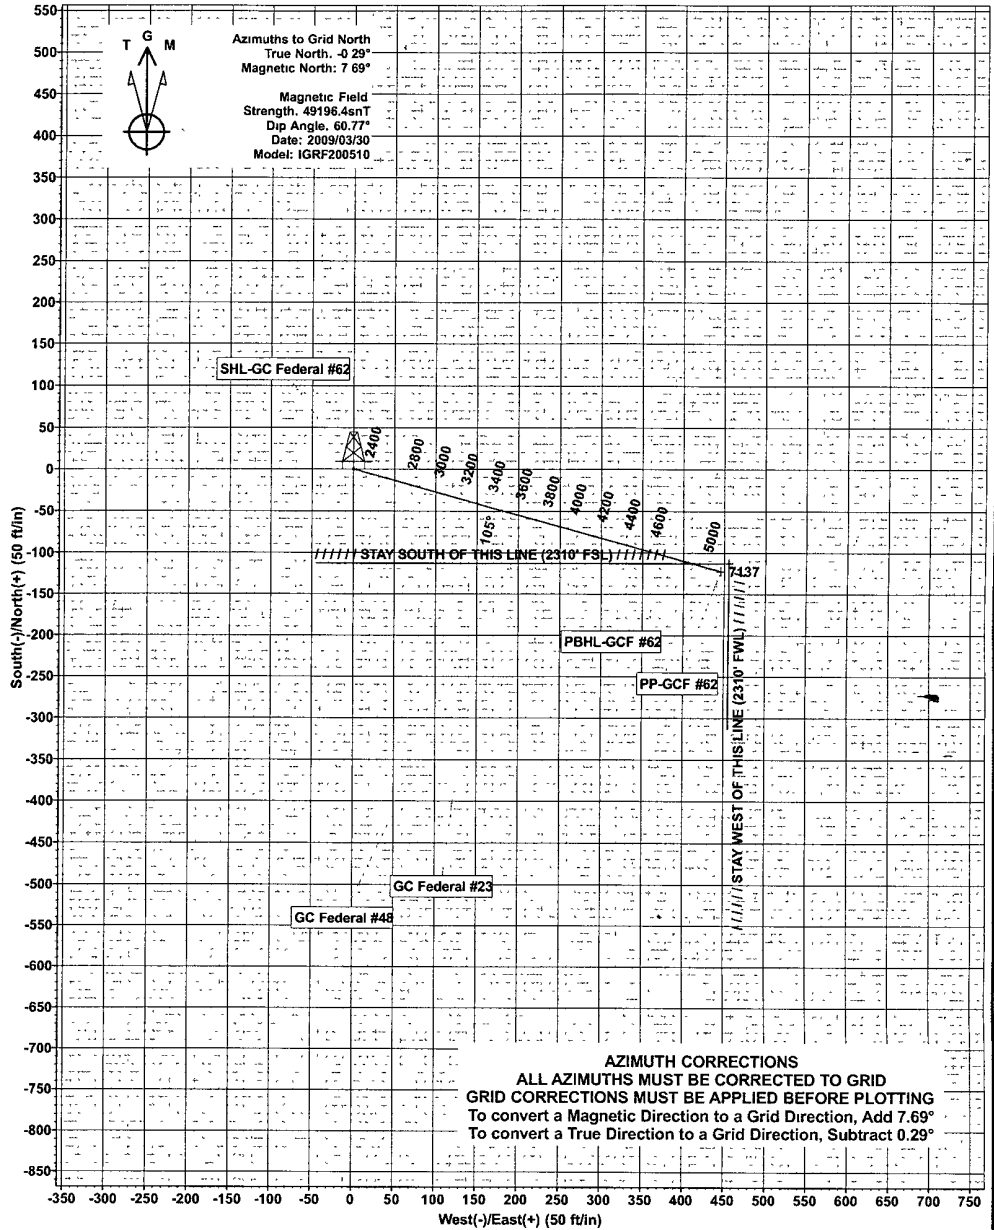 T G M
Azimuths to Grid North
True North. -0 29°
Magnetic North: 7 69°
Magnetic Field
Strength. 49196.4snT
Dip Angle. 60.77°
Date: 2009/03/30
Model: IGRF200510
550
500
450
400
350
300
250
200
150
100
50
0
-50
-100
-150
-200
-250
-300
-350
-400
-450
-500
-550
-600
-650
-700
-750
-800
-850
South(-)/North(+) (50 ft/in)
SHL-GC Federal #62
2400
2800
3000
3200
3400
3600
3800
4000
4200
4400
4600
5000
105°
7137
////// STAY SOUTH OF THIS LINE (2310' FSL) ////////
PBHL-GCF #62
PP-GCF #62
///// STAY WEST OF THIS LINE (2310' FWL) //////
GC Federal #23
GC Federal #48
AZIMUTH CORRECTIONS
ALL AZIMUTHS MUST BE CORRECTED TO GRID
GRID CORRECTIONS MUST BE APPLIED BEFORE PLOTTING
To convert a Magnetic Direction to a Grid Direction, Add 7.69°
To convert a True Direction to a Grid Direction, Subtract 0.29°
-350 -300 -250 -200 -150 -100 -50 0 50 100 150 200 250 300 350 400 450 500 550 600 650 700 750
West(-)/East(+) (50 ft/in)